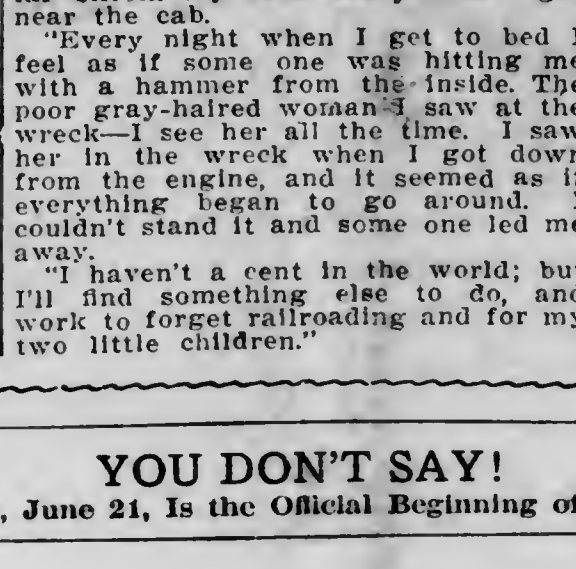 near the cab.
"Every night when I get to bed I
feel as if some one was hitting me
with a hammer from the inside. The
poor gray-haired woman I saw at the
wreck—I see her all the time. I saw
her in the wreck when I got down
from the engine, and it seemed as if
everything began to go around. I
couldn't stand it and some one led me
away.
"I haven't a cent in the world; but
I'll find something else to do, and
work to forget railroading and for my
two little children."
YOU DON'T SAY!
, June 21, Is the Official Beginning of